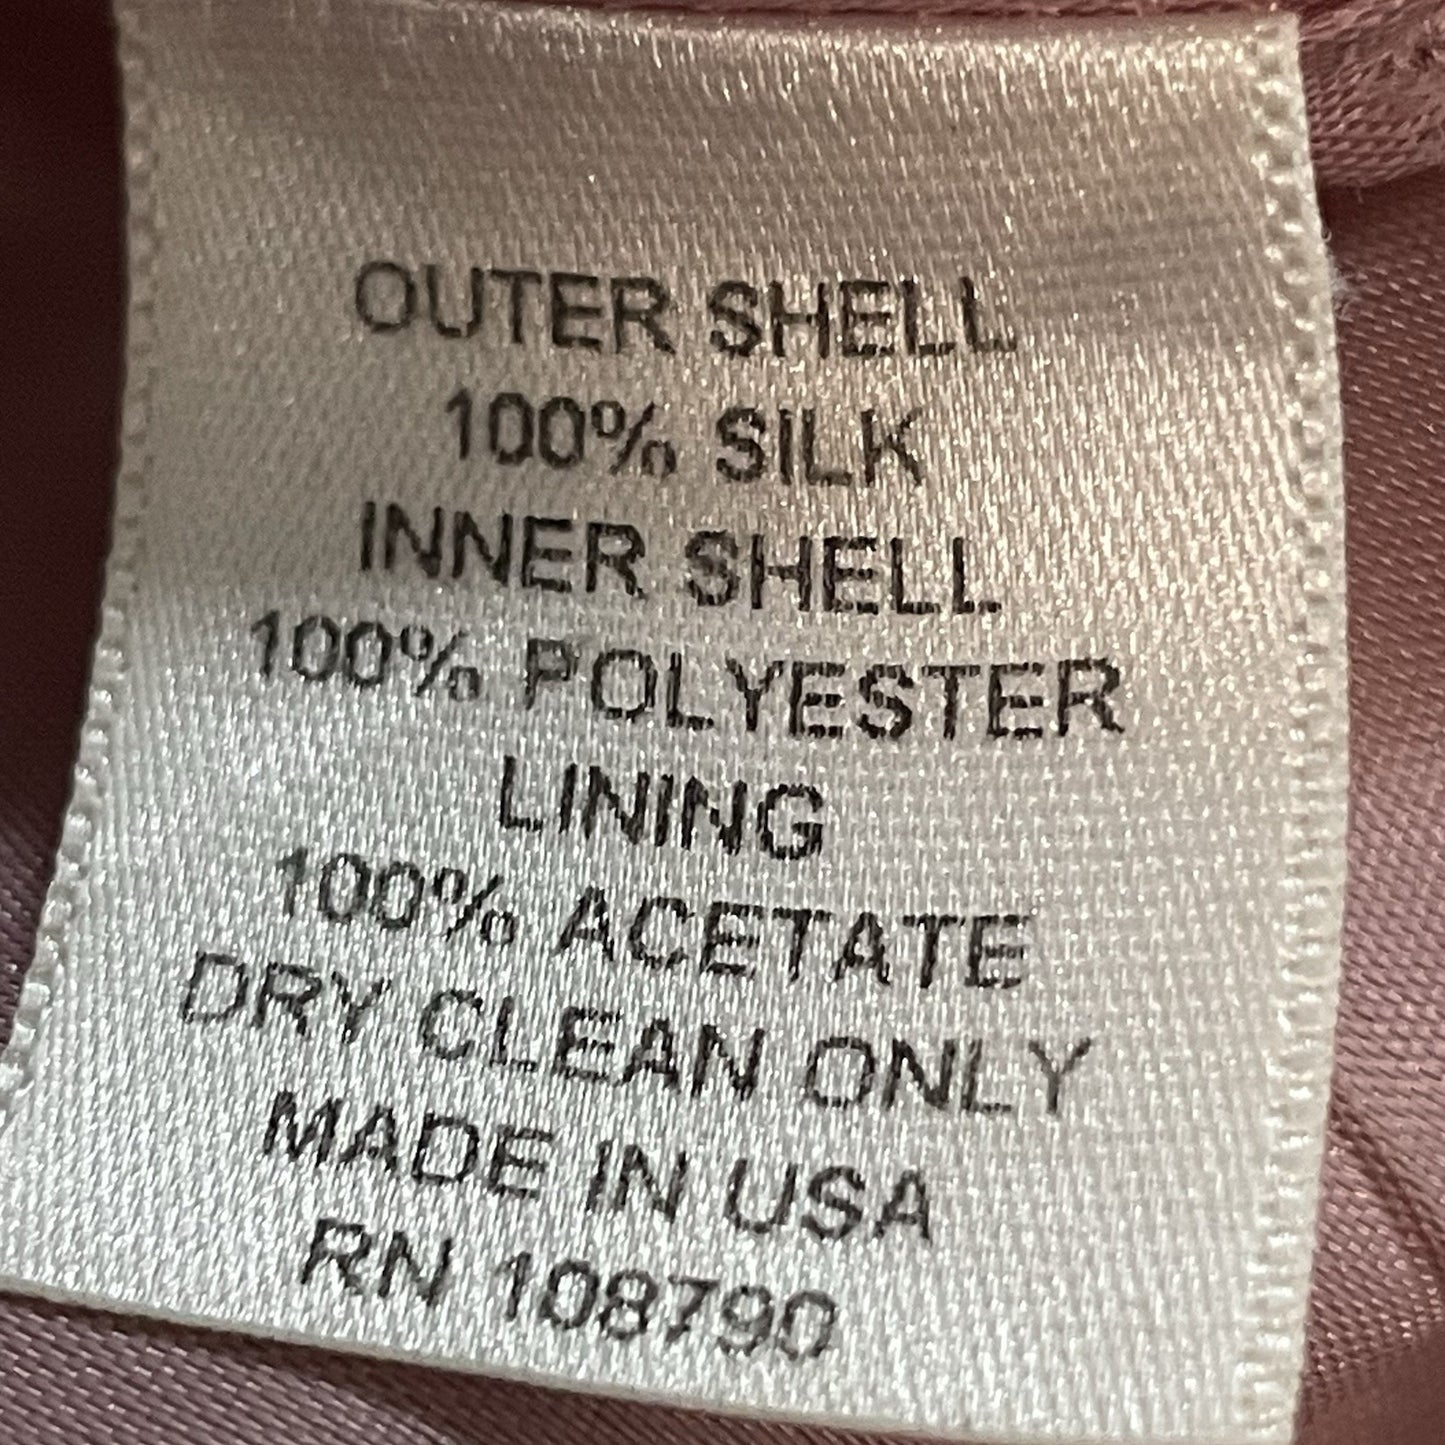 OUTER SHELL
100% SILK
INNER SHELL
100% POLYESTER
LINING
100% ACETATE
DRY CLEAN ONLY
MADE IN USA
RN 108790